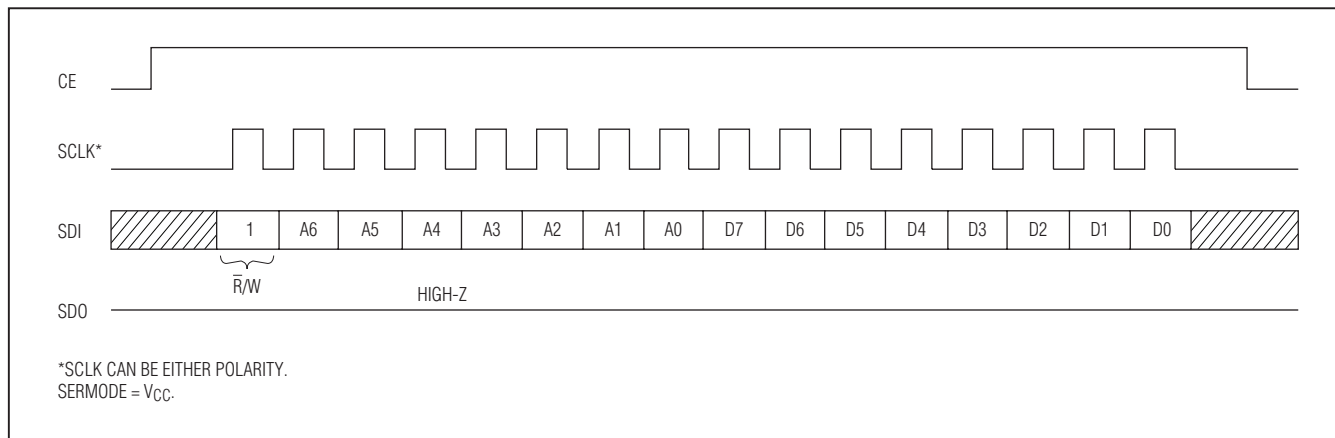 CE
SCLK*
SDI 1 A6 A5 A4 A3 A2 A1 A0 D7 D6 D5 D4 D3 D2 D1 D0
R̅/W
HIGH-Z
SDO
*SCLK CAN BE EITHER POLARITY.
SERMODE = VCC.